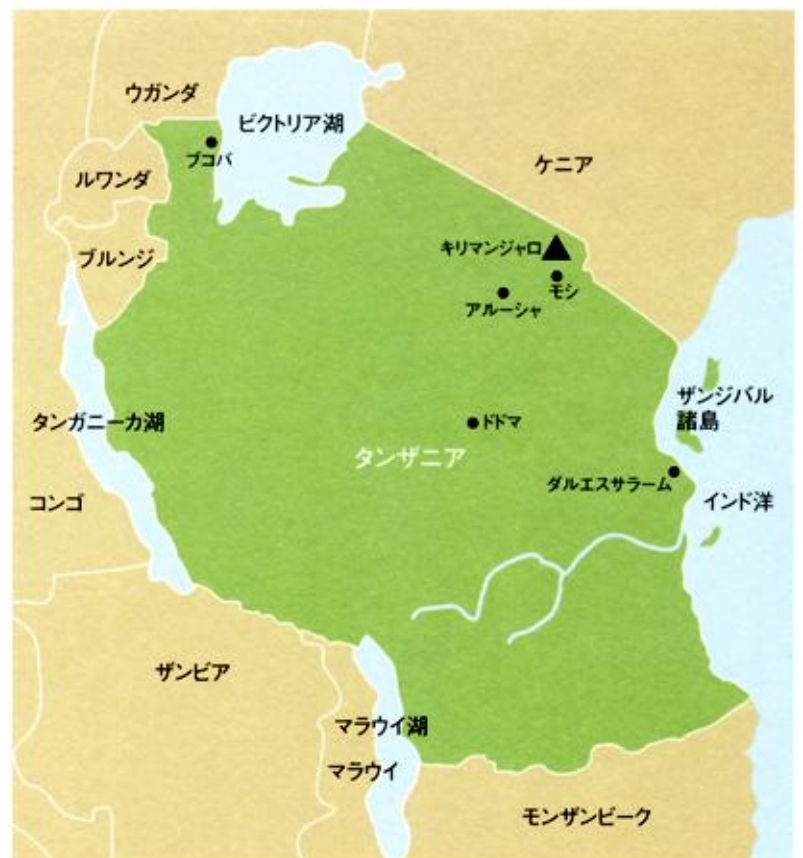 ウガンダ
ビクトリア湖
ブコバ
ケニア
ルワンダ
キリマンジャロ
ブルンジ
モシ
アルーシャ
ザンジバル
諸島
タンガニーカ湖
ドドマ
タンザニア
ダルエスサラーム
コンゴ
インド洋
ザンビア
マラウイ湖
マラウイ
モンザンビーク